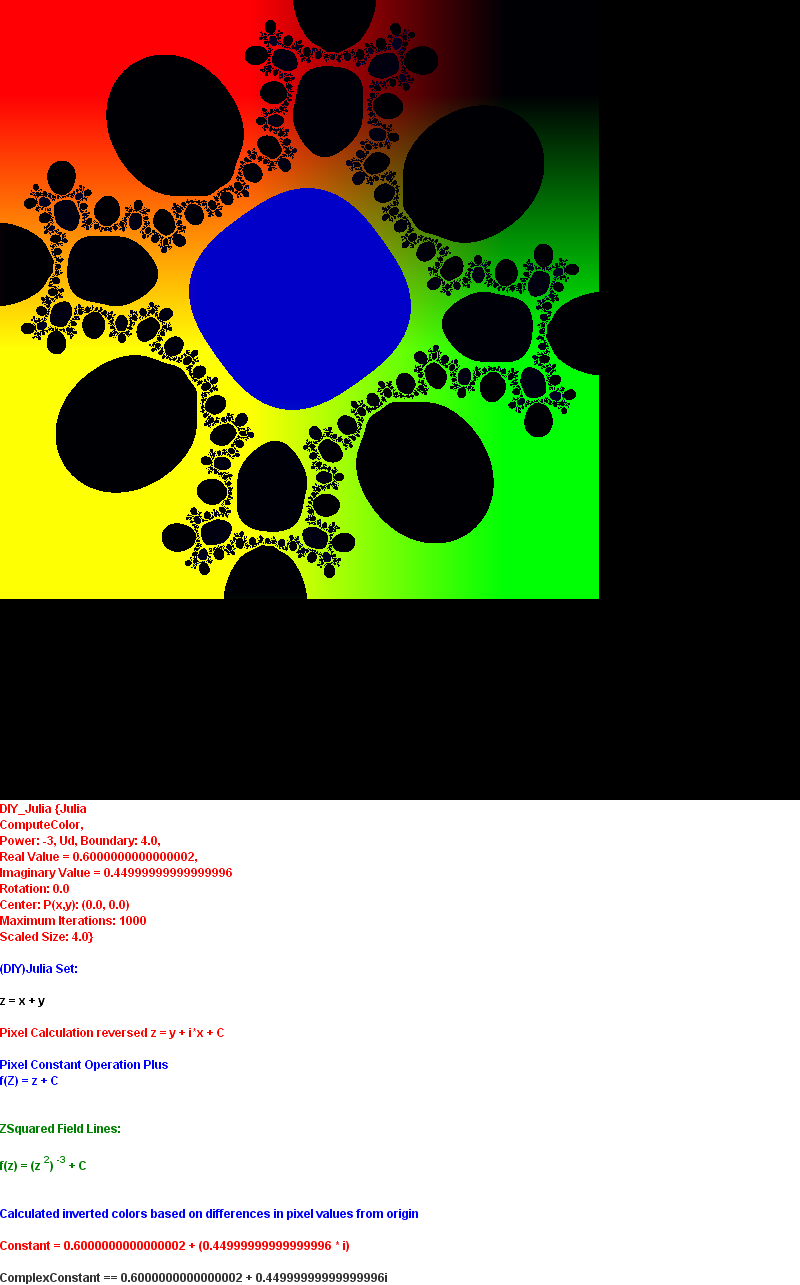 DIY_Julia {Julia
ComputeColor,
Power: -3, Ud, Boundary: 4.0,
Real Value = 0.6000000000000002,
Imaginary Value = 0.44999999999999996
Rotation: 0.0
Center: P(x,y): (0.0, 0.0)
Maximum Iterations: 1000
Scaled Size: 4.0}
(DIY)Julia Set:
z = x + y
Pixel Calculation reversed z = y + i*x + C
Pixel Constant Operation Plus
f(Z) = z + C
ZSquared Field Lines:
f(z) = (z ²) ⁻³ + C
Calculated inverted colors based on differences in pixel values from origin
Constant = 0.6000000000000002 + (0.44999999999999996 * i)
ComplexConstant == 0.6000000000000002 + 0.44999999999999996i